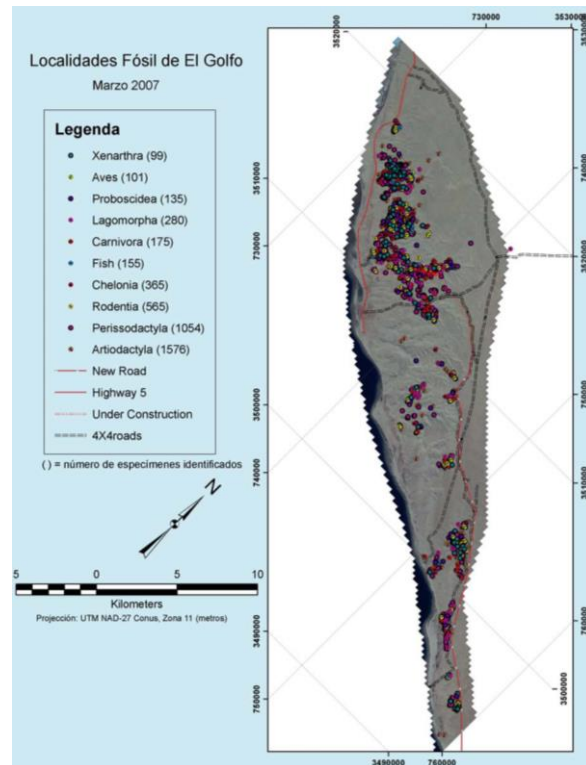 Localidades Fósil de El Golfo
Marzo 2007
Legenda
Xenarthra (99)
Aves (101)
Proboscidea (135)
Lagomorpha (280)
Carnivora (175)
Fish (155)
Chelonia (365)
Rodentia (565)
Perissodactyla (1054)
Artiodactyla (1576)
New Road
Highway 5
Under Construction
4X4roads
( ) = número de especímenes identificados
N
5 0 5 10
Kilometers
Projección: UTM NAD-27 Conus, Zona 11 (metros)
3520000
730000
3530000
3510000
730000
3500000
740000
3490000
750000
740000
3520000
750000
3510000
760000
3500000
3490000
760000